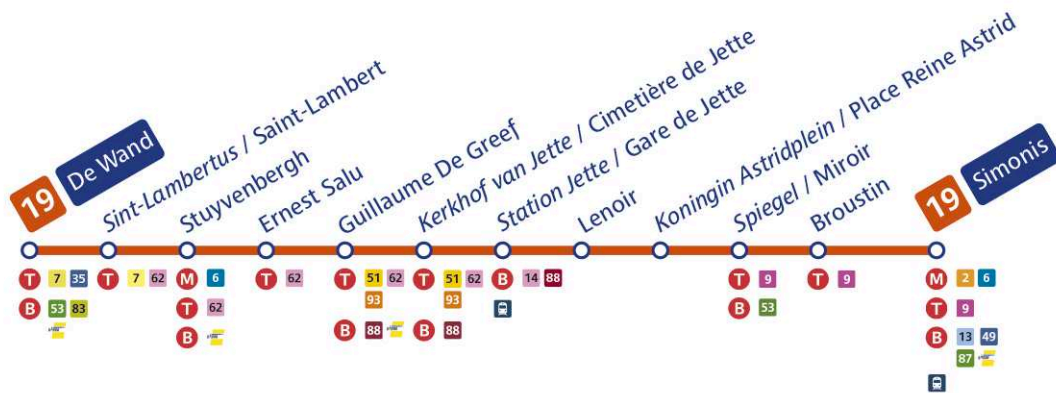 19 De Wand
Sint-Lambertus / Saint-Lambert
Stuyvenbergh
Ernest Salu
Guillaume De Greef
Kerkhof van Jette / Cimetière de Jette
Station Jette / Gare de Jette
Lenoir
Koningin Astridplein / Place Reine Astrid
Spiegel / Miroir
Broustin
19 Simonis
T 7 35
B 53 83
T 7 62
M 6
T 62
B
T 62
T 51 62
93
B 88
T 51 62
93
B 88
B 14 88
T 9
B 53
T 9
M 2 6
T 9
B 13 49
87